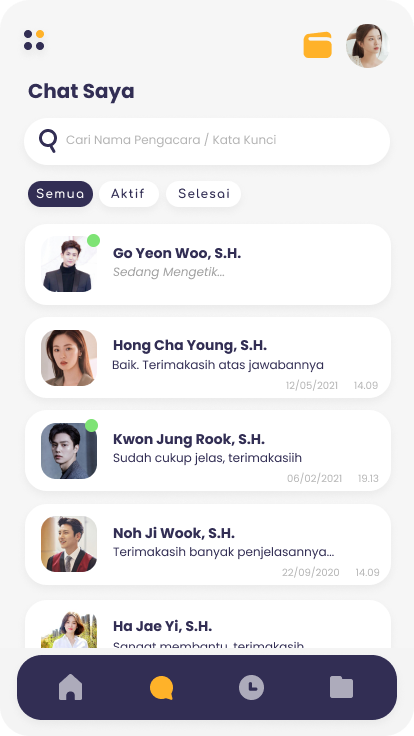 Chat Saya
Cari Nama Pengacara / Kata Kunci
Semua Aktif Selesai
Go Yeon Woo, S.H.
Sedang Mengetik...
Hong Cha Young, S.H.
Baik. Terimakasih atas jawabannya
12/05/2021 14.09
Kwon Jung Rook, S.H.
Sudah cukup jelas, terimakasiih
06/02/2021 19.13
Noh Ji Wook, S.H.
Terimakasih banyak penjelasannya...
22/09/2020 14.09
Ha Jae Yi, S.H.
Sangat membantu, terimakasih